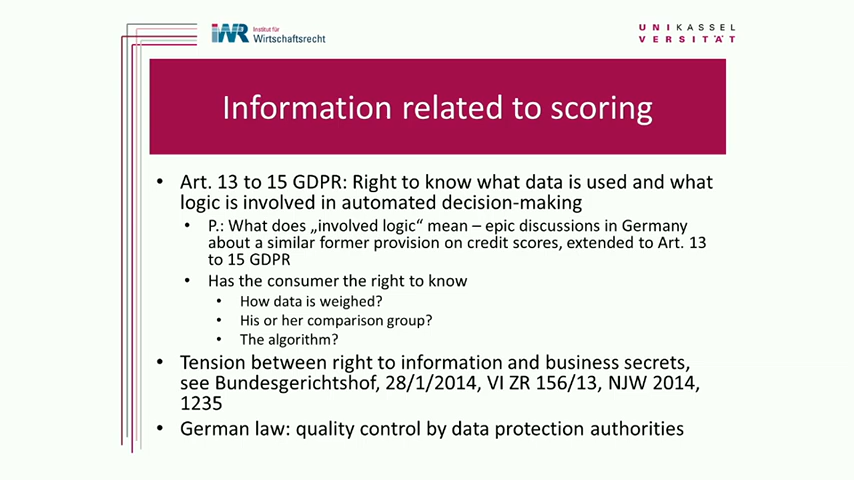 IWR Institut für
Wirtschaftsrecht
UNIKASSEL
VERSITÄT
Information related to scoring
• Art. 13 to 15 GDPR: Right to know what data is used and what
logic is involved in automated decision-making
• P.: What does „involved logic“ mean – epic discussions in Germany
about a similar former provision on credit scores, extended to Art. 13
to 15 GDPR
• Has the consumer the right to know
• How data is weighed?
• His or her comparison group?
• The algorithm?
• Tension between right to information and business secrets,
see Bundesgerichtshof, 28/1/2014, VI ZR 156/13, NJW 2014,
1235
• German law: quality control by data protection authorities